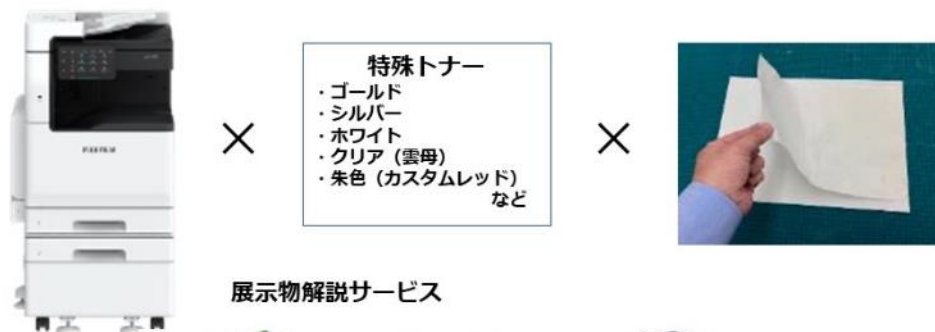 特殊トナー
・ゴールド
・シルバー
・ホワイト
・クリア（雲母）
・朱色（カスタムレッド）
など
×
×
FUJIFILM
展示物解説サービス